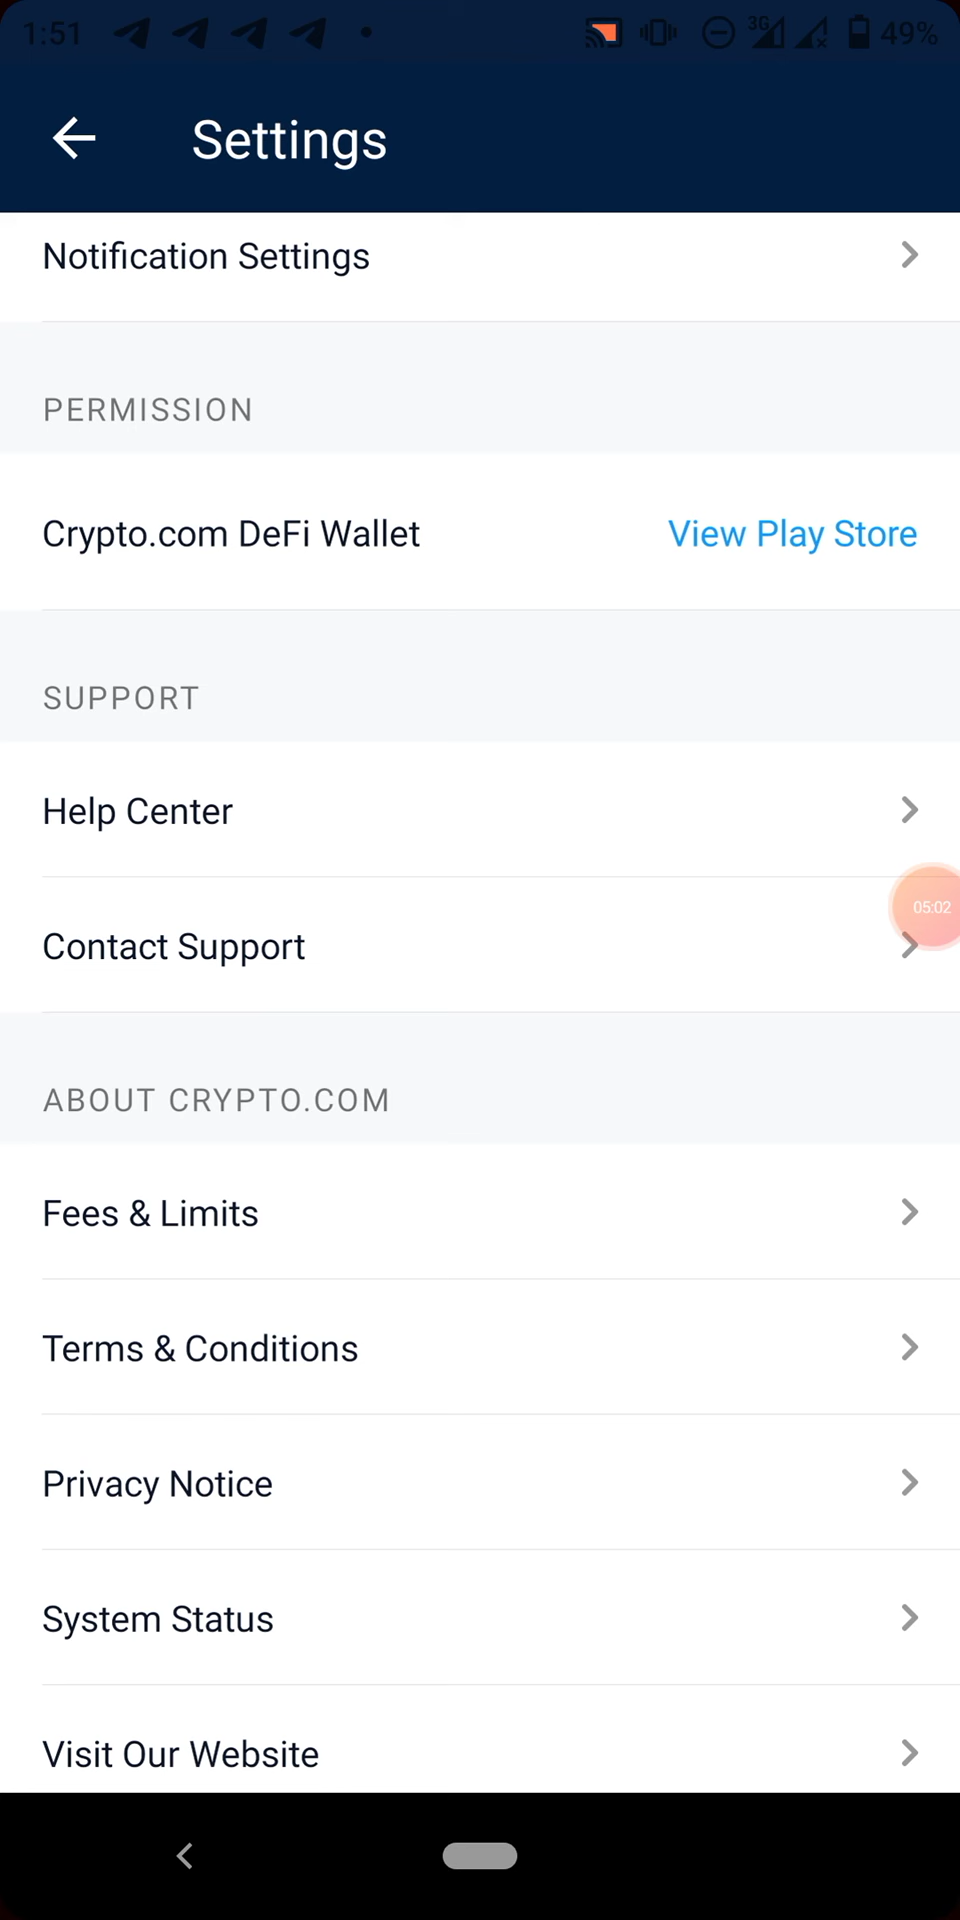 1:51
3G
49%
Settings
Notification Settings
PERMISSION
Crypto.com DeFi Wallet
View Play Store
SUPPORT
Help Center
05:02
Contact Support
ABOUT CRYPTO.COM
Fees & Limits
Terms & Conditions
Privacy Notice
System Status
Visit Our Website